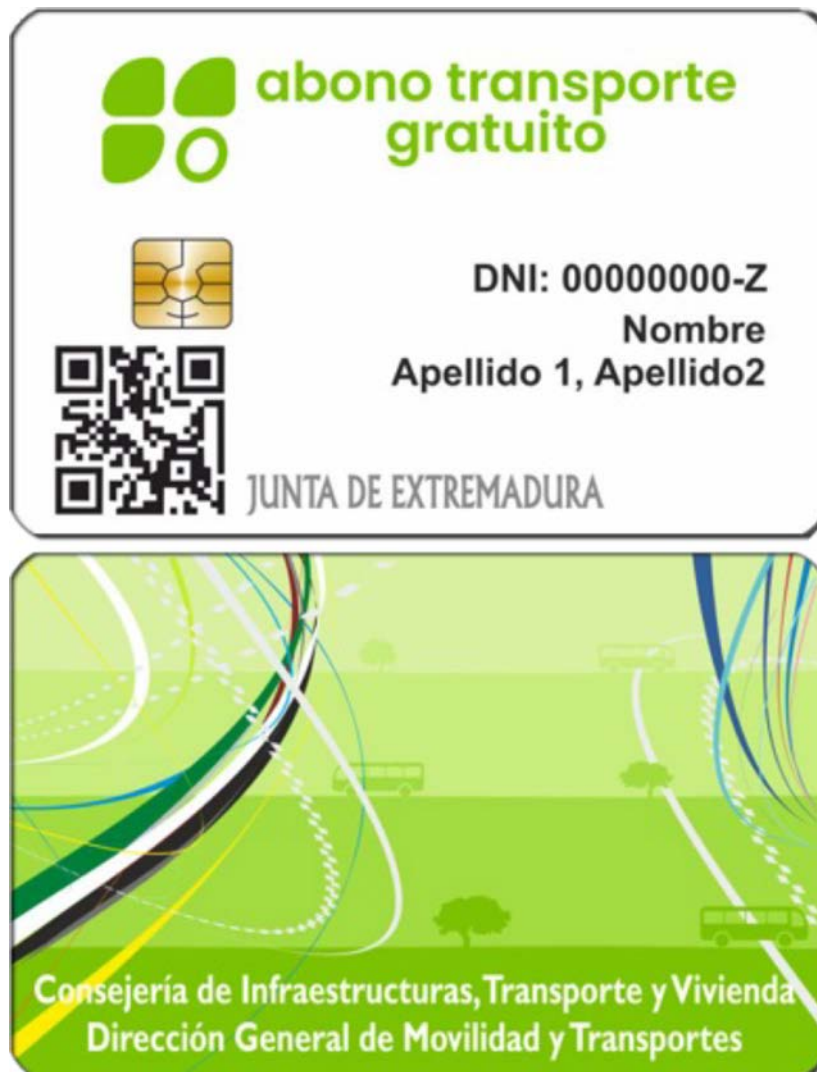 abono transporte
gratuito
DNI: 00000000-Z
Nombre
Apellido 1, Apellido2
JUNTA DE EXTREMADURA
Consejería de Infraestructuras, Transporte y Vivienda
Dirección General de Movilidad y Transportes